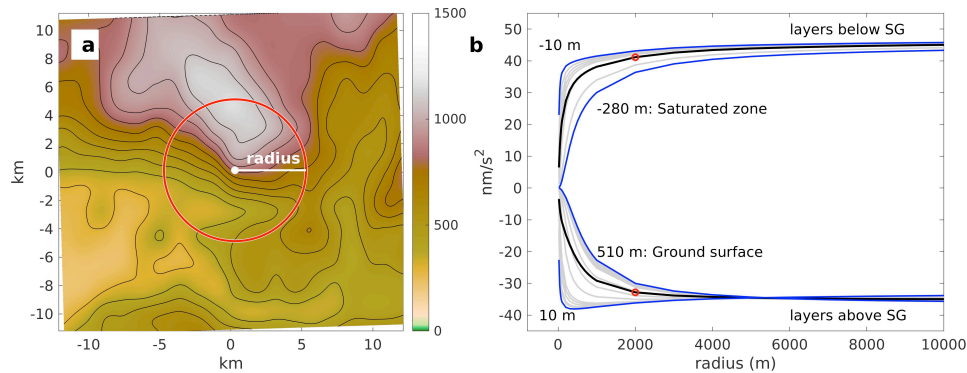 a
radius
km
10
8
6
4
2
0
-2
-4
-6
-8
-10
-10
-5
0
5
10
km
1500
1000
500
0
b
nm/s²
50
40
30
20
10
0
-10
-20
-30
-40
-10 m
layers below SG
-280 m: Saturated zone
510 m: Ground surface
10 m
layers above SG
0
2000
4000
6000
8000
10000
radius (m)